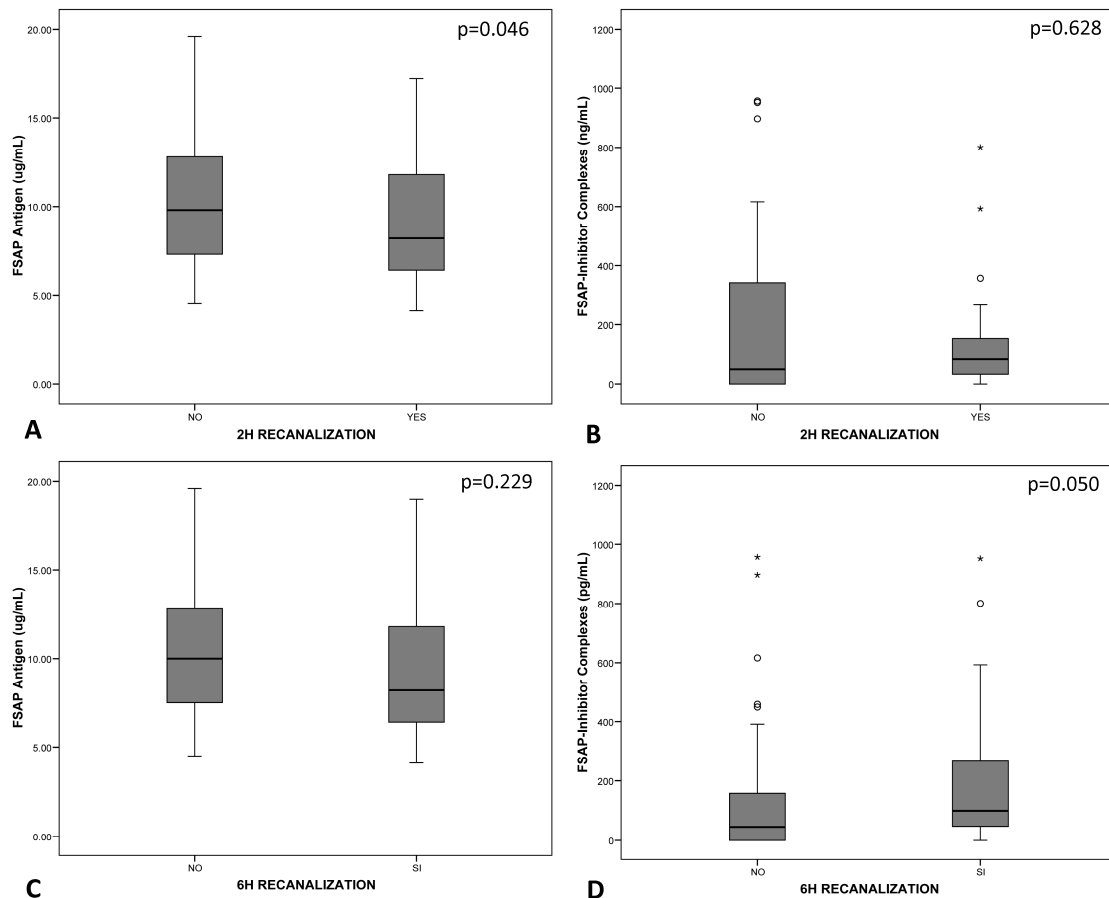 p=0.046
FSAP Antigen (ug/mL)
20.00
15.00
10.00
5.00
0.00
NO YES
2H RECANALIZATION
A
p=0.628
FSAP-Inhibitor Complexes (ng/mL)
1200
1000
800
600
400
200
0
NO YES
2H RECANALIZATION
B
p=0.229
FSAP Antigen (ug/mL)
20.00
15.00
10.00
5.00
0.00
NO SI
6H RECANALIZATION
C
p=0.050
FSAP-Inhibitor Complexes (pg/mL)
1200
1000
800
600
400
200
0
NO SI
6H RECANALIZATION
D